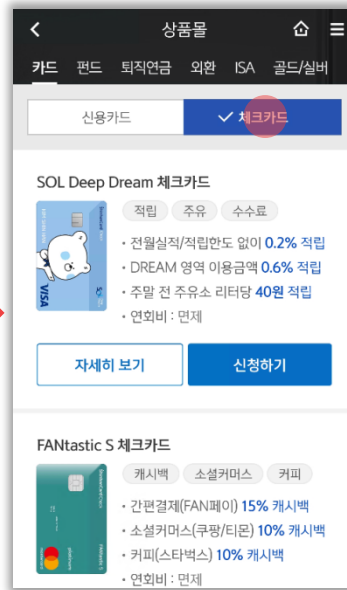 상품몰
카드 펀드 퇴직연금 외환 ISA 골드/실버
신용카드 체크카드
SOL Deep Dream 체크카드
적립 주유 수수료
· 전월실적/적립한도 없이 0.2% 적립
· DREAM 영역 이용금액 0.6% 적립
· 주말 전 주유소 리터당 40원 적립
· 연회비 : 면제
VISA
자세히 보기 신청하기
FANtastic S 체크카드
캐시백 소셜커머스 커피
· 간편결제(FAN페이) 15% 캐시백
· 소셜커머스(쿠팡/티몬) 10% 캐시백
· 커피(스타벅스) 10% 캐시백
· 연회비 : 면제